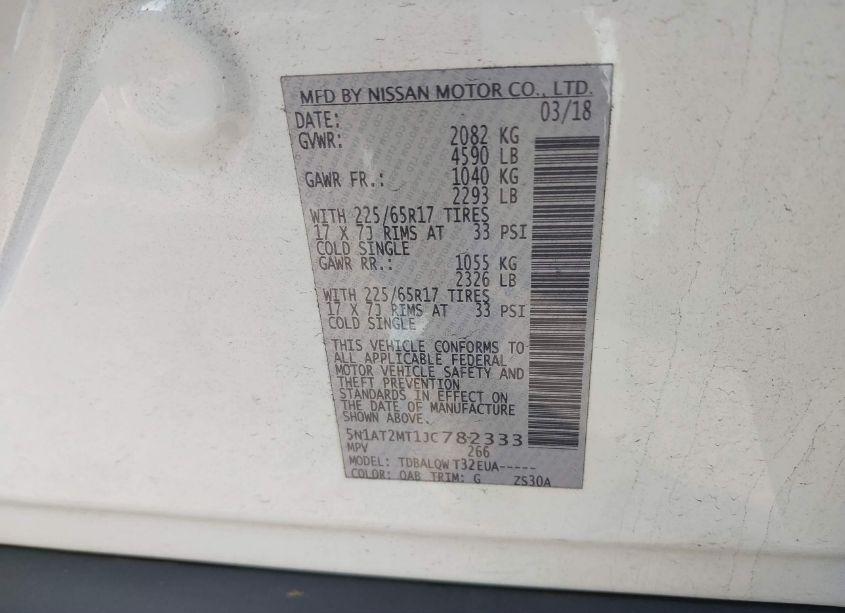 MFD BY NISSAN MOTOR CO., LTD.
DATE: 03/18
GVWR: 2082 KG
4590 LB
GAWR FR.: 1040 KG
2293 LB
WITH 225/65R17 TIRES
17 X 7J RIMS AT 33 PSI
COLD SINGLE
GAWR RR.: 1055 KG
2326 LB
WITH 225/65R17 TIRES
17 X 7J RIMS AT 33 PSI
COLD SINGLE
THIS VEHICLE CONFORMS TO
ALL APPLICABLE FEDERAL
MOTOR VEHICLE SAFETY AND
THEFT PREVENTION
STANDARDS IN EFFECT ON
THE DATE OF MANUFACTURE
SHOWN ABOVE.
5N1AT2MT1JC782333
MPV 266
MODEL: TDBALQW T32EUA-----
COLOR: QAB TRIM: G ZS30A